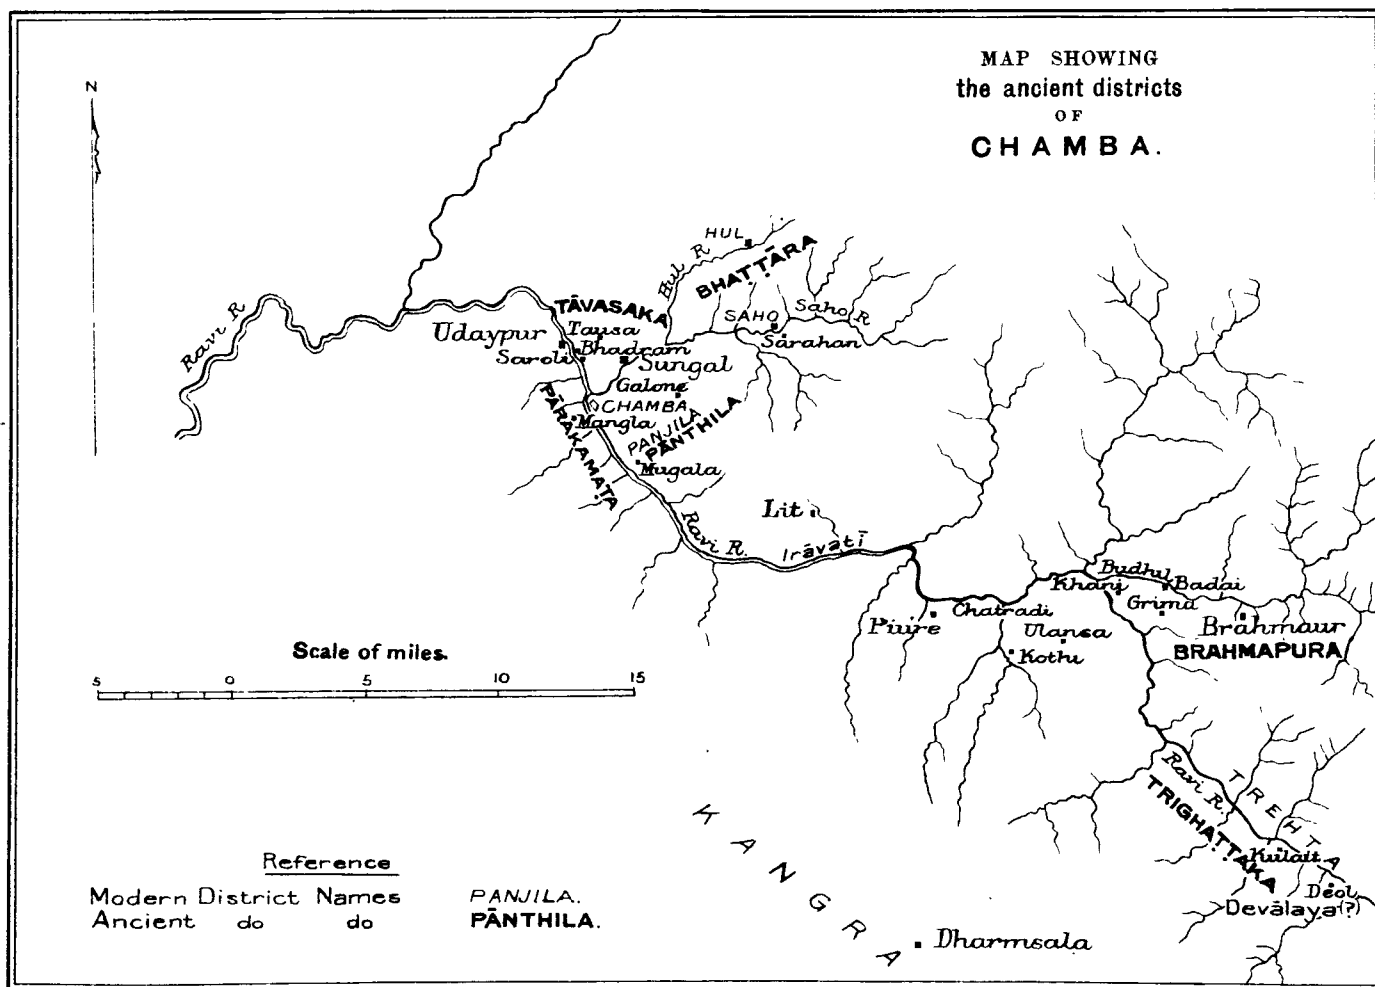 MAP SHOWING
the ancient districts
OF
CHAMBA.
N
HUL
Hul R
BHAṬṬĀRA
Ravi R
TĀVASAKA
Udaypur
Tausa
SAHO
Saho R
Saroli
Bhadram
Sārahan
Sungal
Galone
CHAMBA
Mangla
PĀRAKAMAṬA
PANJILA
PĀNTHILA
Mugala
Lit
Ravi R.
Irāvatī
Budhil
Khani
Badai
Piure
Chatradi
Grima
Ulansa
Brahmaur
Kothi
BRAHMAPURA
Scale of miles.
5 0 5 10 15
Ravi R.
TREHTA
TRIGHAṬṬAKA
Kulait
Deol
Devālaya(?)
KANGRA
Dharmsala
Reference
Modern District Names PANJILA.
Ancient do do PĀNTHILA.